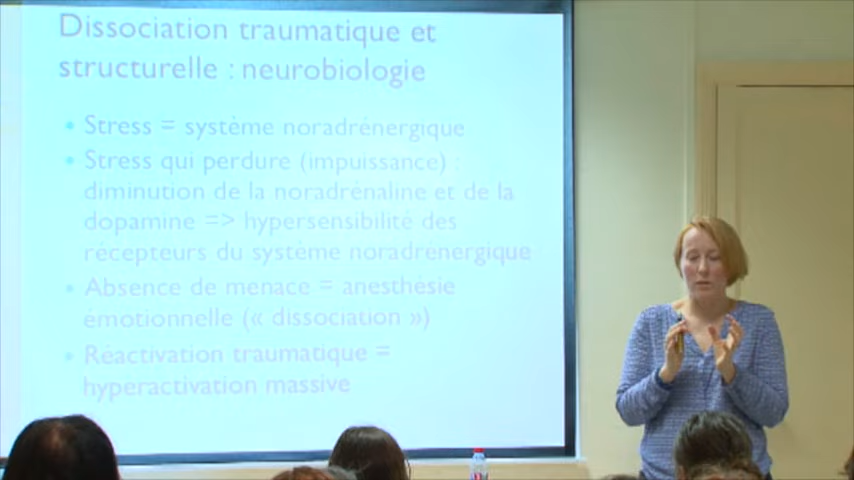 Dissociation traumatique et
structurelle : neurobiologie
• Stress = système noradrénergique
• Stress qui perdure (impuissance) :
diminution de la noradrénaline et de la
dopamine => hypersensibilité des
récepteurs du système noradrénergique
• Absence de menace = anesthésie
émotionnelle (« dissociation »)
• Réactivation traumatique =
hyperactivation massive